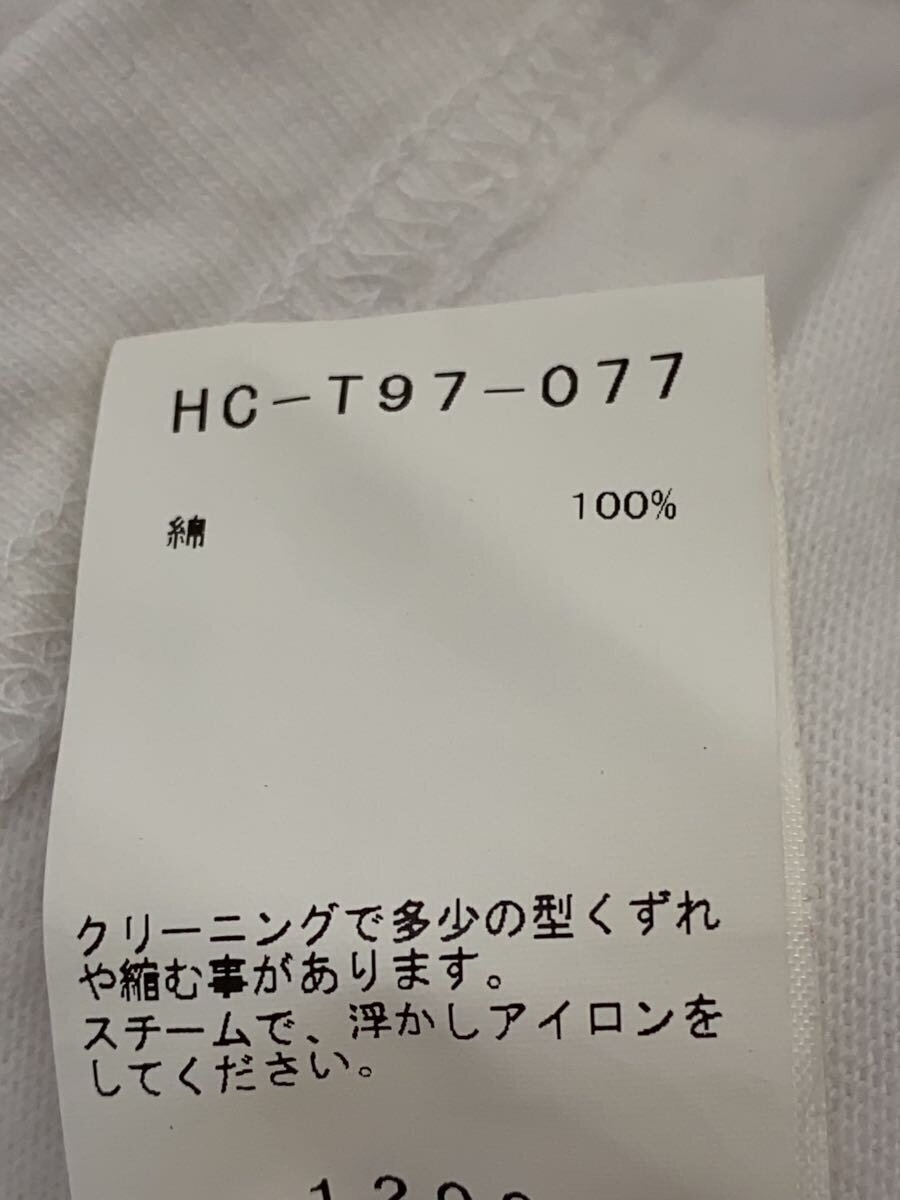 HC-T97-077
綿 100%
クリーニングで多少の型くずれ
や縮む事があります。
スチームで、浮かしアイロンを
してください。